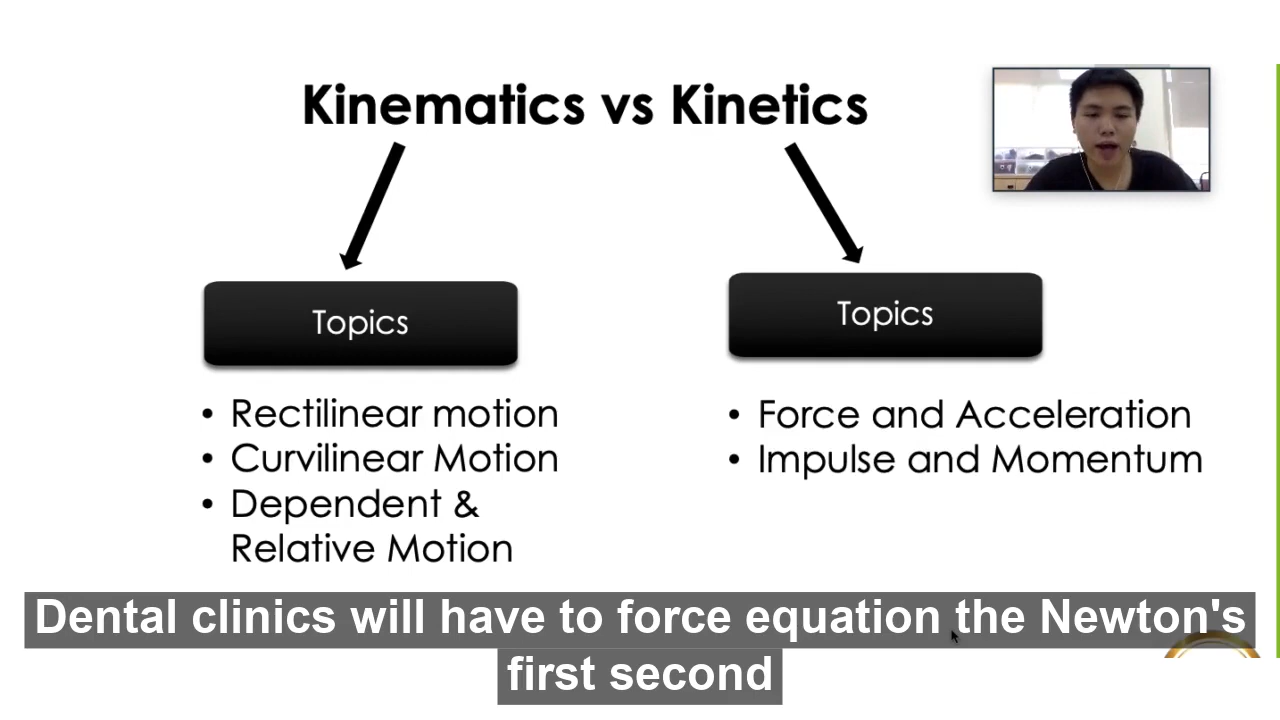 Kinematics vs Kinetics
Topics
Topics
• Rectilinear motion
• Curvilinear Motion
• Dependent &
Relative Motion
• Force and Acceleration
• Impulse and Momentum
Dental clinics will have to force equation the Newton's
first second